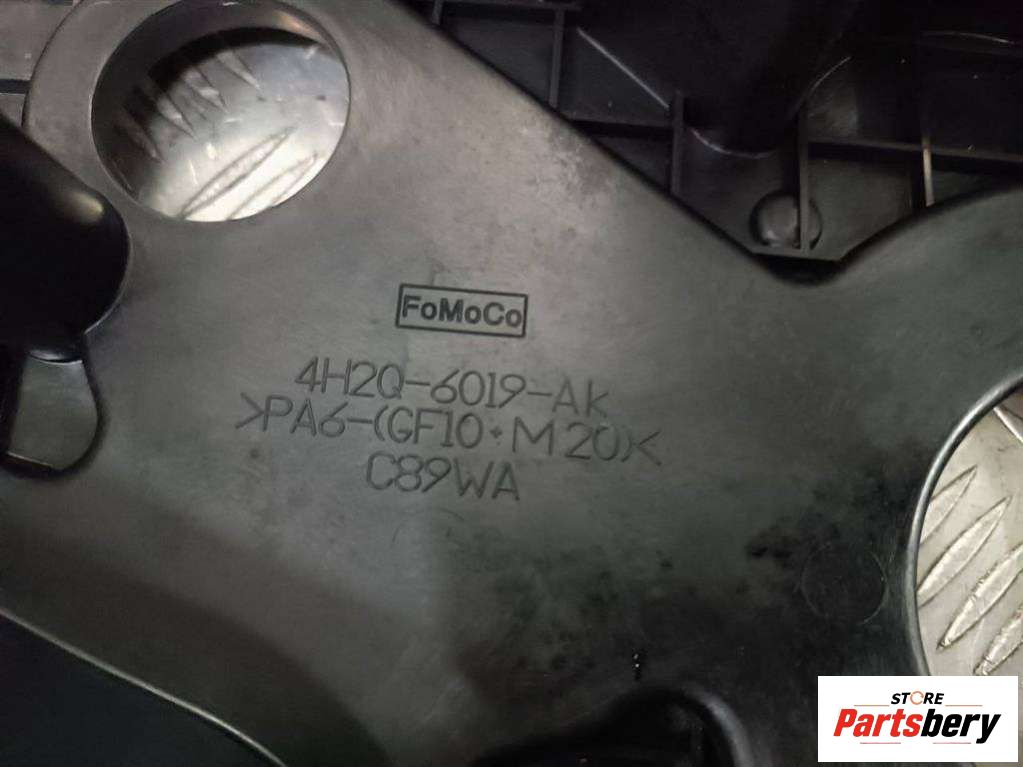 FoMoCo
4H2Q-6019-AK
>PA6-(GF10+M20)<
C89WA
STORE
Partsbery